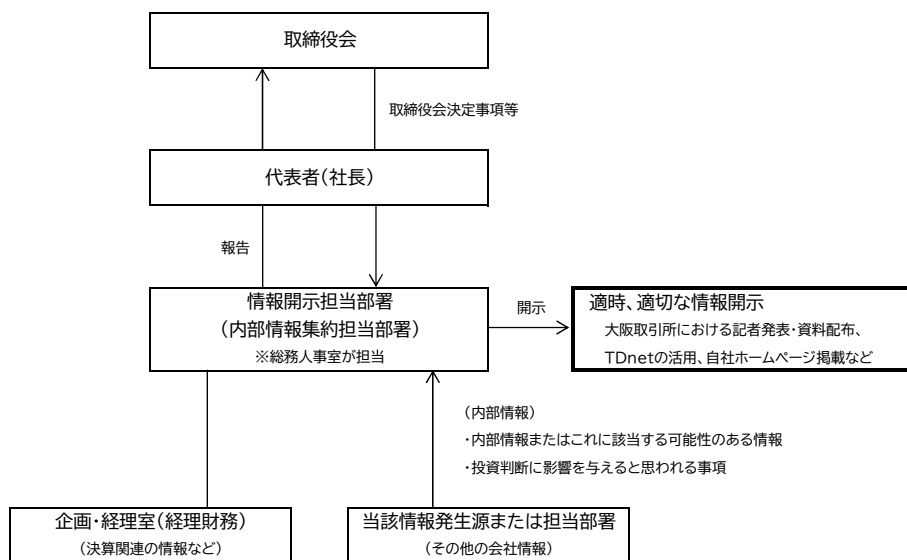 取締役会
取締役会決定事項等
代表者(社長)
報告
情報開示担当部署
(内部情報集約担当部署)
※総務人事室が担当
開示
適時、適切な情報開示
大阪取引所における記者発表・資料配布、
TDnetの活用、自社ホームページ掲載など
(内部情報)
・内部情報またはこれに該当する可能性のある情報
・投資判断に影響を与えると思われる事項
企画・経理室(経理財務)
(決算関連の情報など)
当該情報発生源または担当部署
(その他の会社情報)